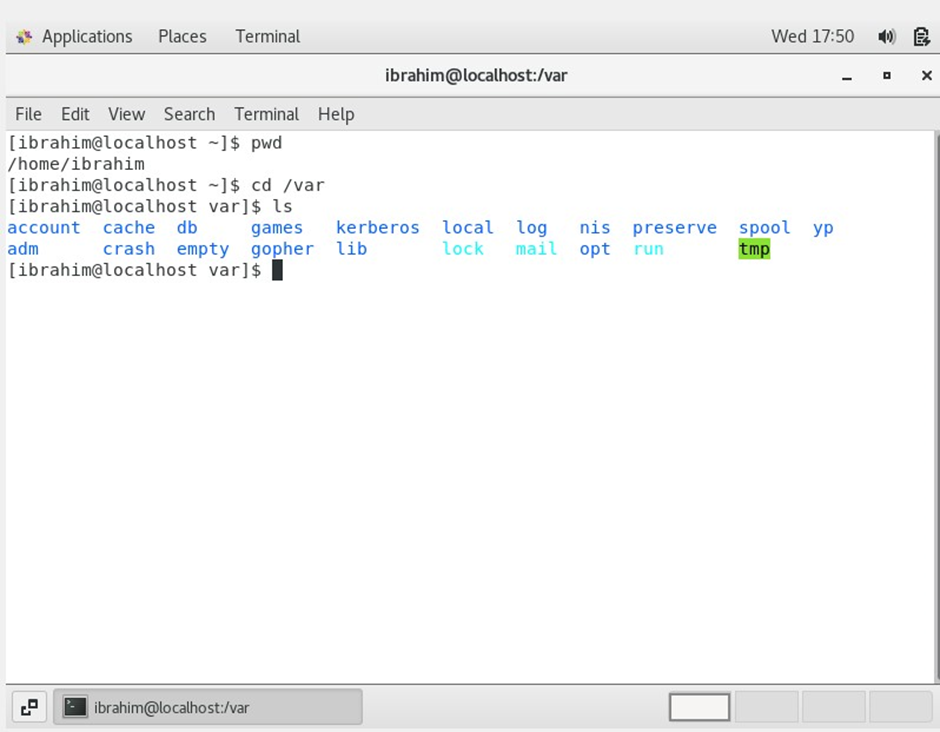 Applications Places Terminal Wed 17:50
ibrahim@localhost:/var
File Edit View Search Terminal Help
[ibrahim@localhost ~]$ pwd
/home/ibrahim
[ibrahim@localhost ~]$ cd /var
[ibrahim@localhost var]$ ls
account cache db games kerberos local log nis preserve spool yp
adm crash empty gopher lib lock mail opt run tmp
[ibrahim@localhost var]$
ibrahim@localhost:/var